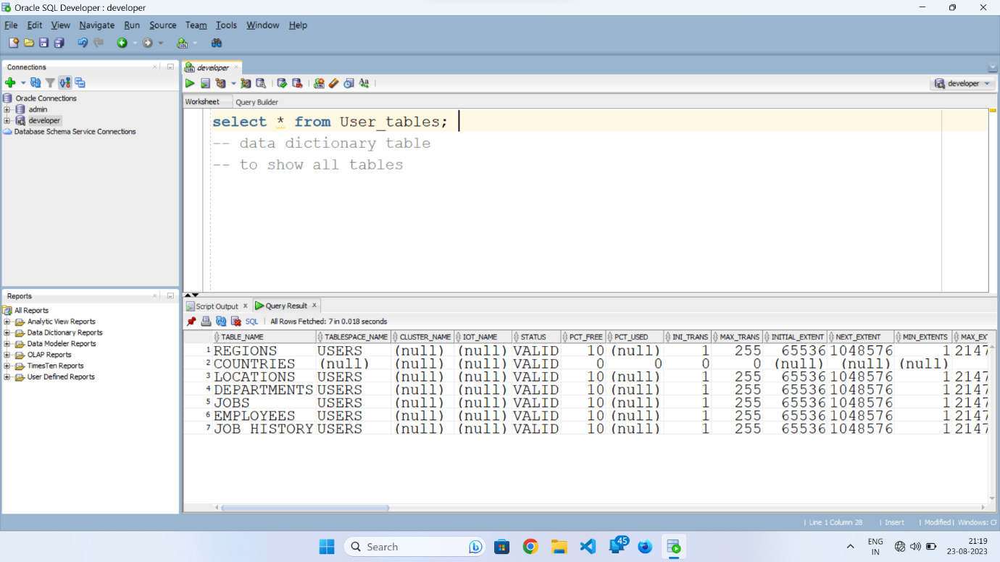 Oracle SQL Developer : developer
File Edit View Navigate Run Source Team Tools Window Help
Connections
Oracle Connections
admin
developer
Database Schema Service Connections
Reports
All Reports
Analytic View Reports
Data Dictionary Reports
Data Modeler Reports
OLAP Reports
TimesTen Reports
User Defined Reports
developer
developer
Worksheet Query Builder
select * from User_tables;
-- data dictionary table
-- to show all tables
Script Output x Query Result x
SQL | All Rows Fetched: 7 in 0.018 seconds
TABLE_NAME TABLESPACE_NAME CLUSTER_NAME IOT_NAME STATUS PCT_FREE PCT_USED INI_TRANS MAX_TRANS INITIAL_EXTENT NEXT_EXTENT MIN_EXTENTS MAX_EXT
1 REGIONS USERS (null) (null) VALID 10 (null) 1 255 65536 1048576 1 2147
2 COUNTRIES (null) (null) (null) VALID 0 0 0 0 (null) (null) (null)
3 LOCATIONS USERS (null) (null) VALID 10 (null) 1 255 65536 1048576 1 2147
4 DEPARTMENTS USERS (null) (null) VALID 10 (null) 1 255 65536 1048576 1 2147
5 JOBS USERS (null) (null) VALID 10 (null) 1 255 65536 1048576 1 2147
6 EMPLOYEES USERS (null) (null) VALID 10 (null) 1 255 65536 1048576 1 2147
7 JOB HISTORY USERS (null) (null) VALID 10 (null) 1 255 65536 1048576 1 2147
| Line 1 Column 28 | Insert | Modified | Windows: CR
Search
45
ENG
IN
21:19
23-08-2023